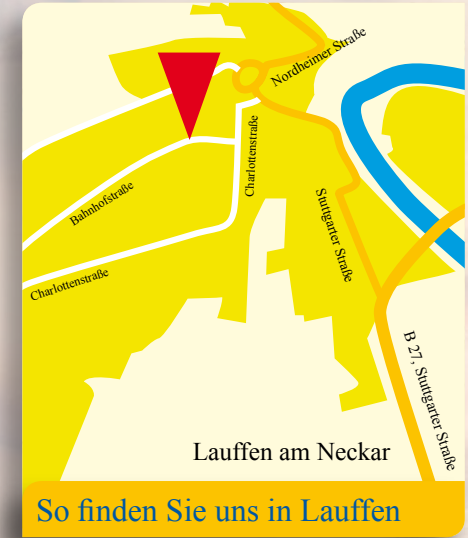 Nordheimer Straße
Charlottenstraße
Bahnhofstraße
Stuttgarter Straße
Charlottenstraße
B 27, Stuttgarter Straße
Lauffen am Neckar
So finden Sie uns in Lauffen